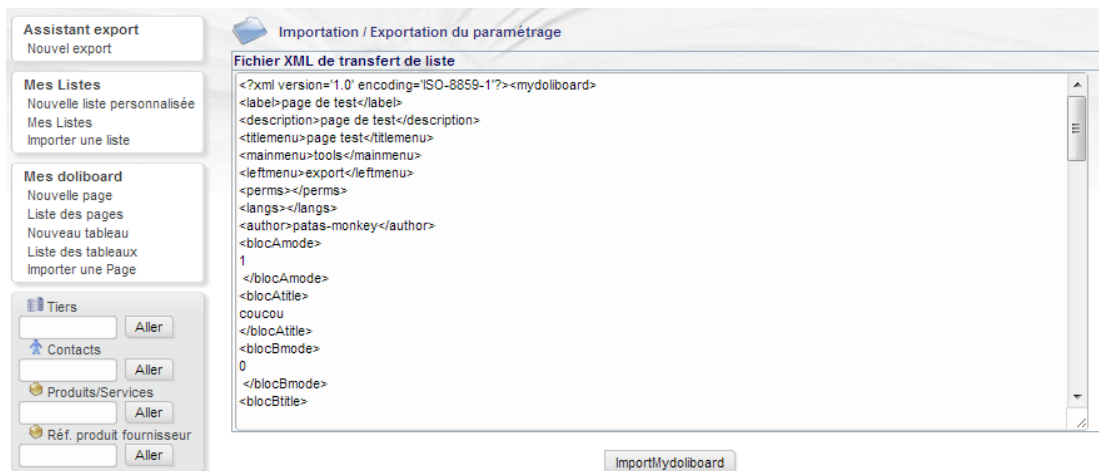 Assistant export
Nouvel export
Mes Listes
Nouvelle liste personnalisée
Mes Listes
Importer une liste
Mes doliboard
Nouvelle page
Liste des pages
Nouveau tableau
Liste des tableaux
Importer une Page
Tiers
Aller
Contacts
Aller
Produits/Services
Aller
Réf. produit fournisseur
Aller
Importation / Exportation du paramétrage
Fichier XML de transfert de liste
<?xml version='1.0' encoding='ISO-8859-1'?><mydoliboard>
<label>page de test</label>
<description>page de test</description>
<titlemenu>page test</titlemenu>
<mainmenu>tools</mainmenu>
<leftmenu>export</leftmenu>
<perms></perms>
<langs></langs>
<author>patas-monkey</author>
<blocAmode>
1
</blocAmode>
<blocAtitle>
coucou
</blocAtitle>
<blocBmode>
0
</blocBmode>
<blocBtitle>
ImportMydoliboard